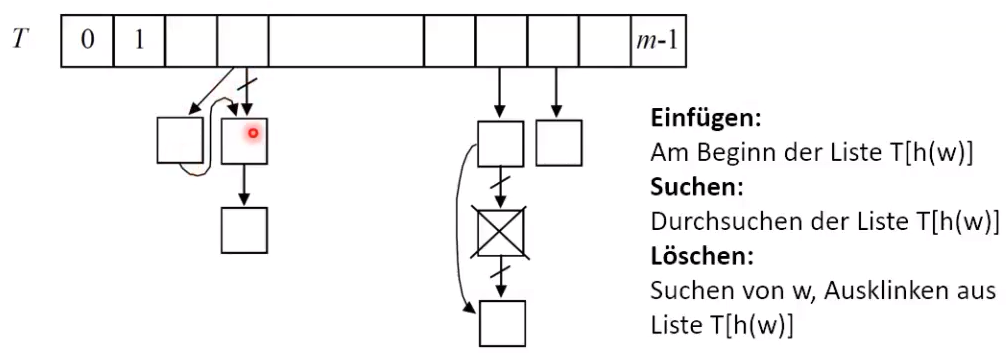 T 0 1 m-1
Einfügen:
Am Beginn der Liste T[h(w)]
Suchen:
Durchsuchen der Liste T[h(w)]
Löschen:
Suchen von w, Ausklinken aus
Liste T[h(w)]